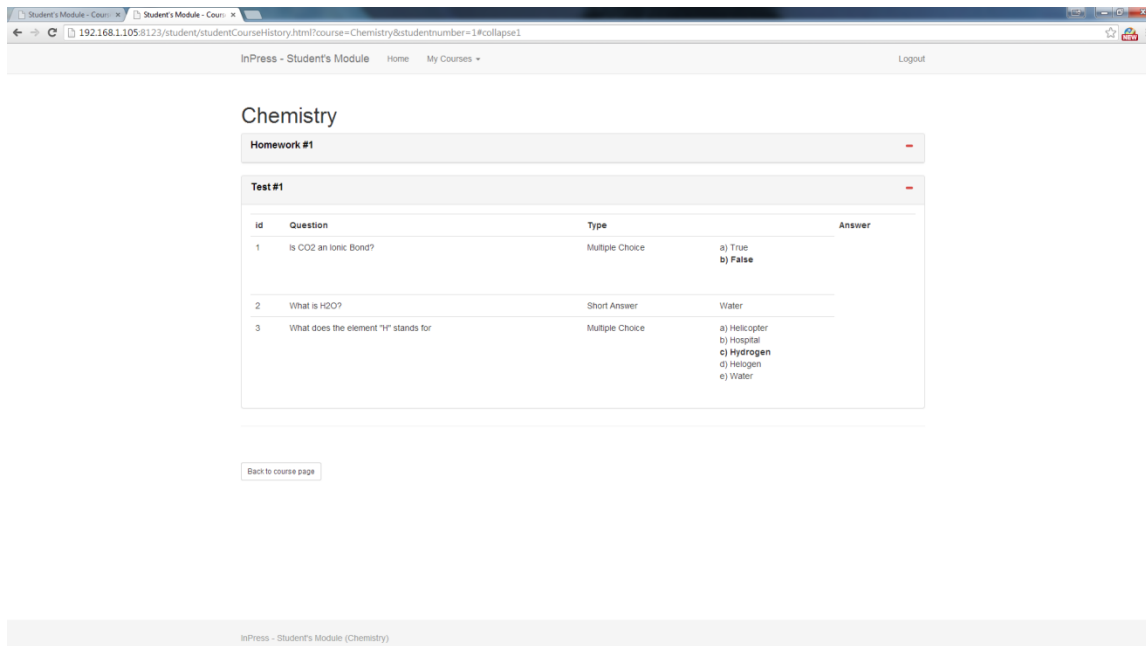 Student's Module - Cours
Student's Module - Cours
192.168.1.105:8123/student/studentCourseHistory.html?course=Chemistry&studentnumber=1#collapse1
NEW
InPress - Student's Module Home My Courses Logout
Chemistry
Homework #1
Test #1
id Question Type Answer
1 Is CO2 an Ionic Bond? Multiple Choice a) True
b) False
2 What is H2O? Short Answer Water
3 What does the element "H" stands for Multiple Choice a) Helicopter
b) Hospital
c) Hydrogen
d) Helogen
e) Water
Back to course page
InPress - Student's Module (Chemistry)